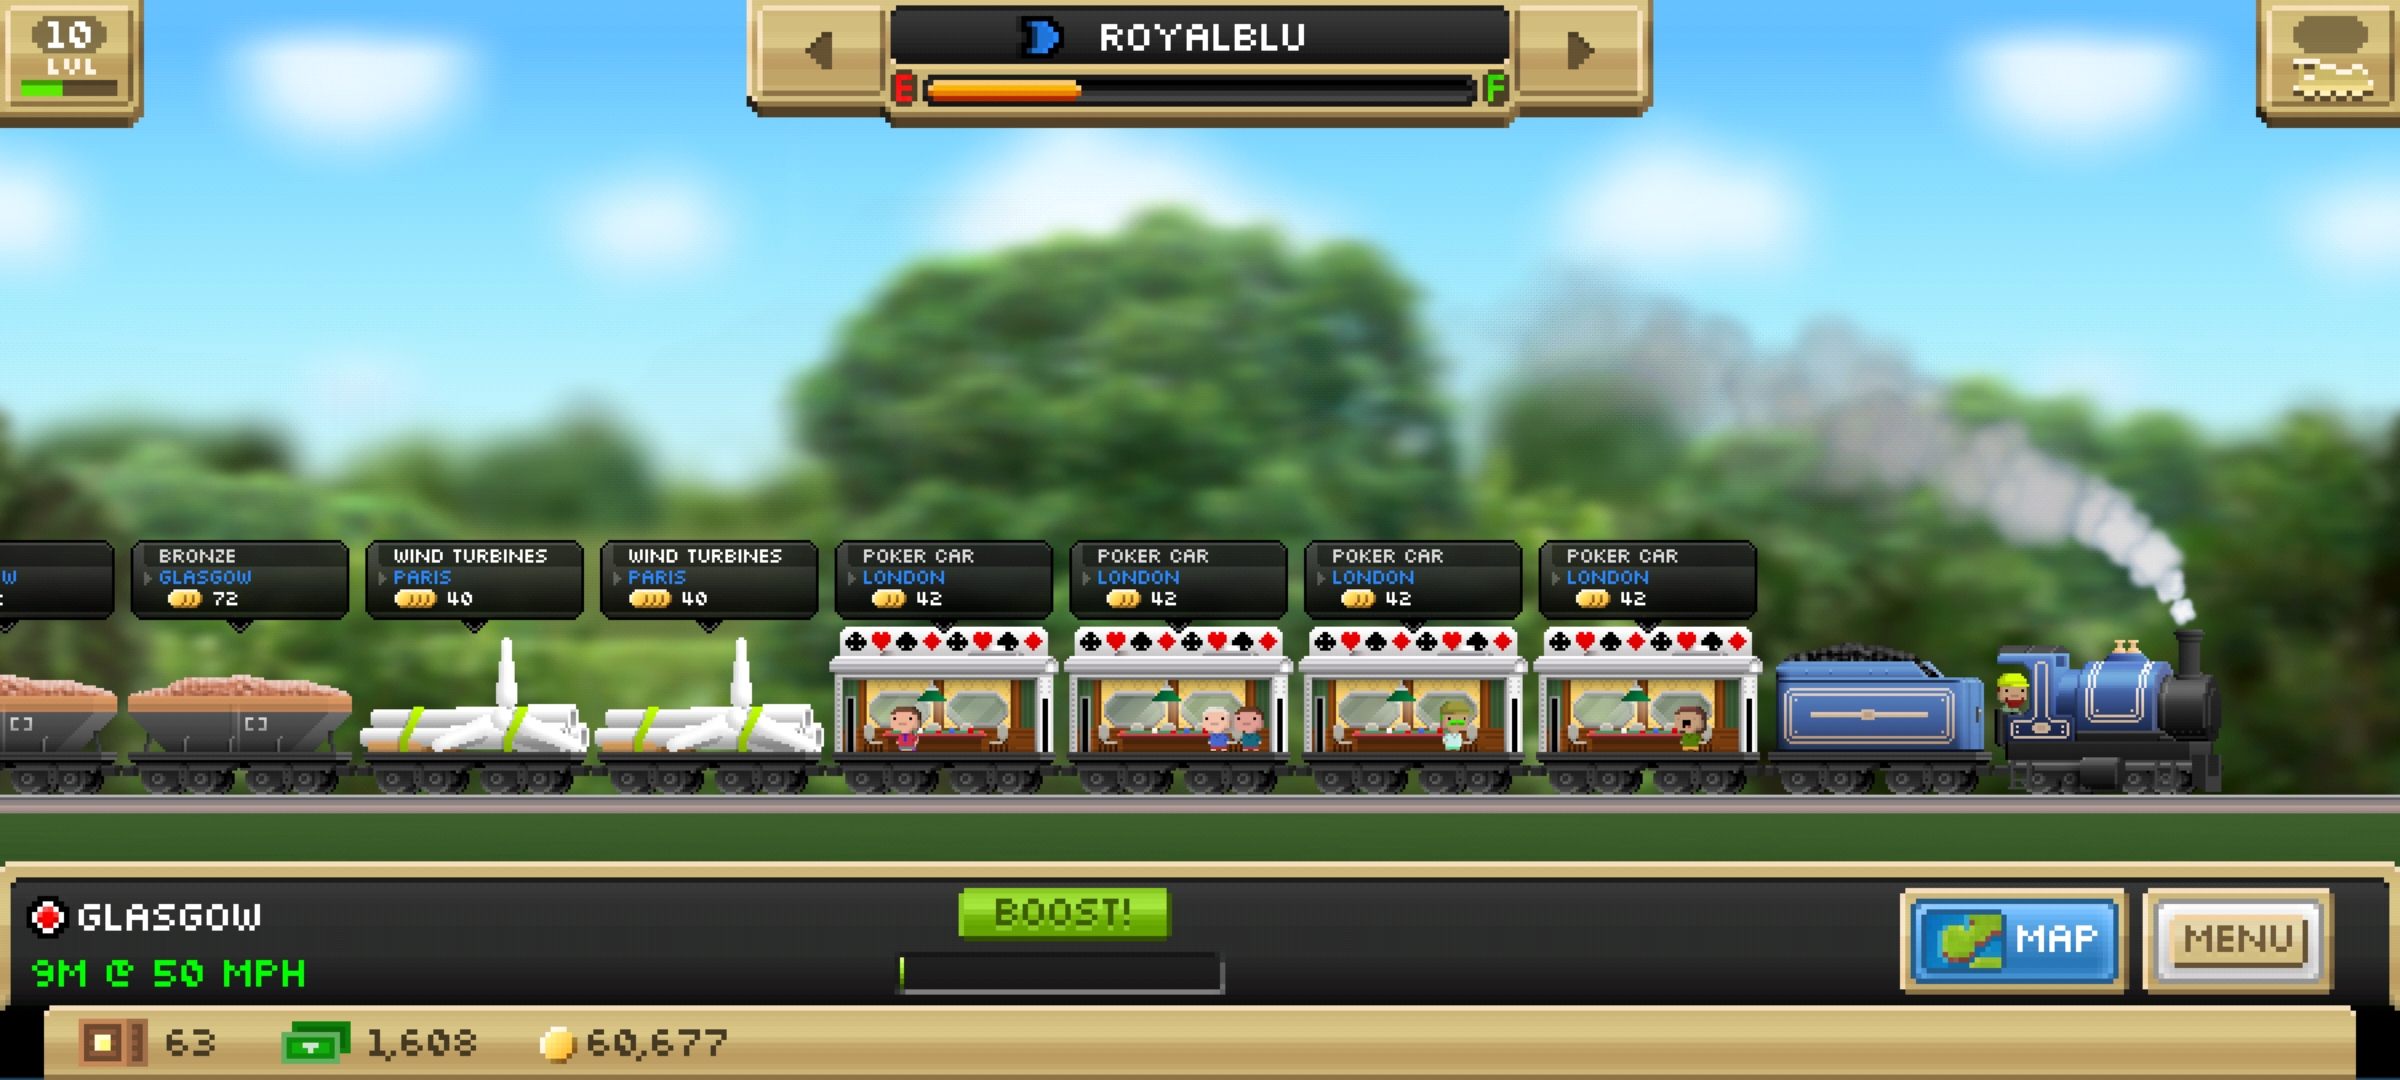 10
LVL
ROYALBLU
E F
W
BRONZE
GLASGOW
72
WIND TURBINES
PARIS
40
WIND TURBINES
PARIS
40
POKER CAR
LONDON
42
POKER CAR
LONDON
42
POKER CAR
LONDON
42
POKER CAR
LONDON
42
GLASGOW
9M @ 50 MPH
BOOST!
MAP
MENU
63
1,608
60,677